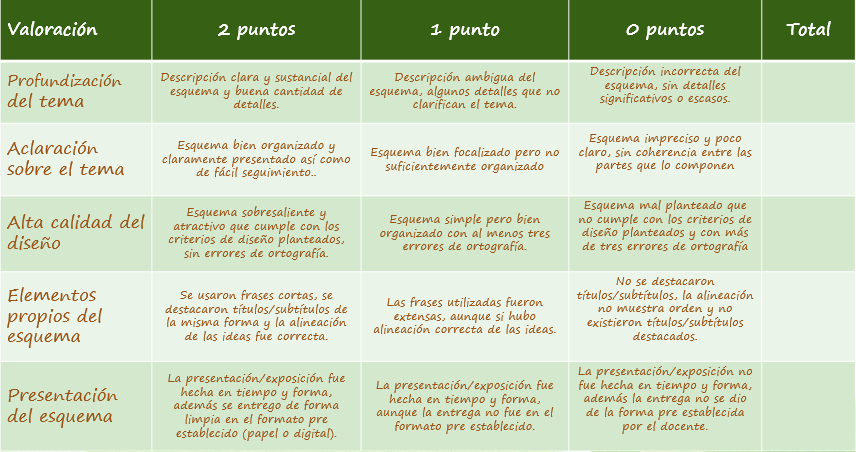 Valoración
2 puntos
1 punto
0 puntos
Total
Profundización
del tema
Descripción clara y sustancial del
esquema y buena cantidad de
detalles.
Descripción ambigua del
esquema, algunos detalles que no
clarifican el tema.
Descripción incorrecta del
esquema, sin detalles
significativos o escasos.
Aclaración
sobre el tema
Esquema bien organizado y
claramente presentado así como
de fácil seguimiento..
Esquema bien focalizado pero no
suficientemente organizado
Esquema impreciso y poco
claro, sin coherencia entre las
partes que lo componen
Alta calidad del
diseño
Esquema sobresaliente y
atractivo que cumple con los
criterios de diseño planteados,
sin errores de ortografía.
Esquema simple pero bien
organizado con al menos tres
errores de ortografía.
Esquema mal planteado que
no cumple con los criterios de
diseño planteados y con más
de tres errores de ortografía
Elementos
propios del
esquema
Se usaron frases cortas, se
destacaron títulos/subtítulos de
la misma forma y la alineación
de las ideas fue correcta.
Las frases utilizadas fueron
extensas, aunque si hubo
alineación correcta de las ideas.
No se destacaron
títulos/subtítulos, la alineación
no muestra orden y no
existieron títulos/subtítulos
destacados.
Presentación
del esquema
La presentación/exposición fue
hecha en tiempo y forma,
además se entrego de forma
limpia en el formato pre
establecido (papel o digital).
La presentación/exposición fue
hecha en tiempo y forma,
aunque la entrega no fue en el
formato pre establecido.
La presentación/exposición no
fue hecha en tiempo y forma,
además la entrega no se dio
de la forma pre establecida
por el docente.